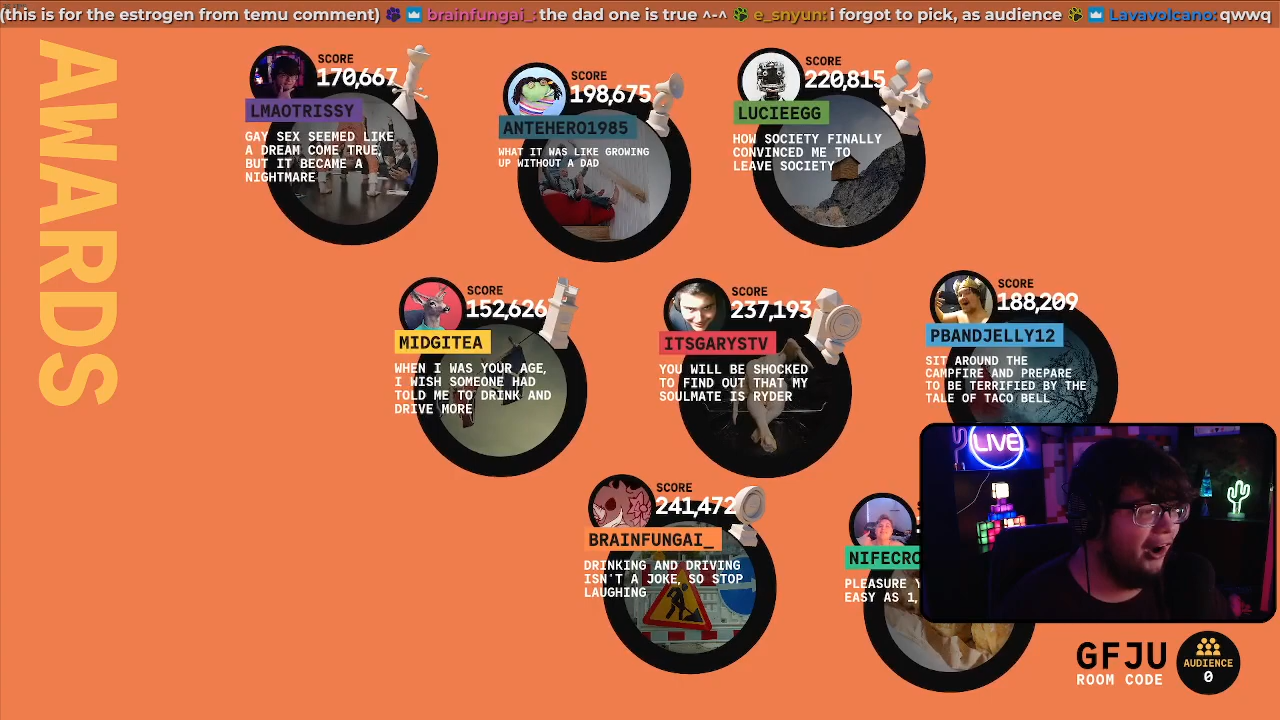 (this is for the estrogen from temu comment) brainfungai_: the dad one is true ^-^ e_snyun: i forgot to pick, as audience Lavavolcano: qwwq
AWARDS
SCORE
170,667
LMAOTRISSY
GAY SEX SEEMED LIKE
A DREAM COME TRUE
BUT IT BECAME A
NIGHTMARE
SCORE
198,675
ANTEHERO1985
WHAT IT WAS LIKE GROWING
UP WITHOUT A DAD
SCORE
220,815
LUCIEEGG
HOW SOCIETY FINALLY
CONVINCED ME TO
LEAVE SOCIETY
SCORE
152,626
MIDGITEA
WHEN I WAS YOUR AGE,
I WISH SOMEONE HAD
TOLD ME TO DRINK AND
DRIVE MORE
SCORE
237,193
ITSGARYSTV
YOU WILL BE SHOCKED
TO FIND OUT THAT MY
SOULMATE IS RYDER
SCORE
188,209
PBANDJELLY12
SIT AROUND THE
CAMPFIRE AND PREPARE
TO BE TERRIFIED BY THE
TALE OF TACO BELL
LIVE
SCORE
241,472
BRAINFUNGAI_
DRINKING AND DRIVING
ISN'T A JOKE, SO STOP
LAUGHING
NIFECRO
PLEASURE Y
EASY AS 1,
GFJU
ROOM CODE
AUDIENCE
0